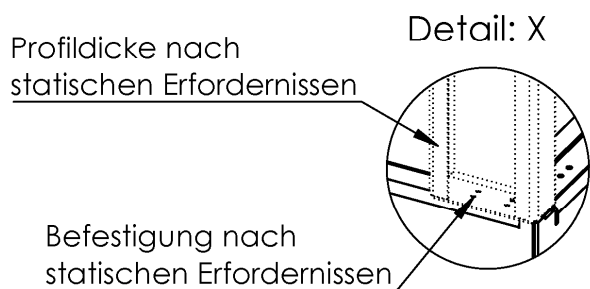 Detail: X
Profildicke nach
statischen Erfordernissen
Befestigung nach
statischen Erfordernissen